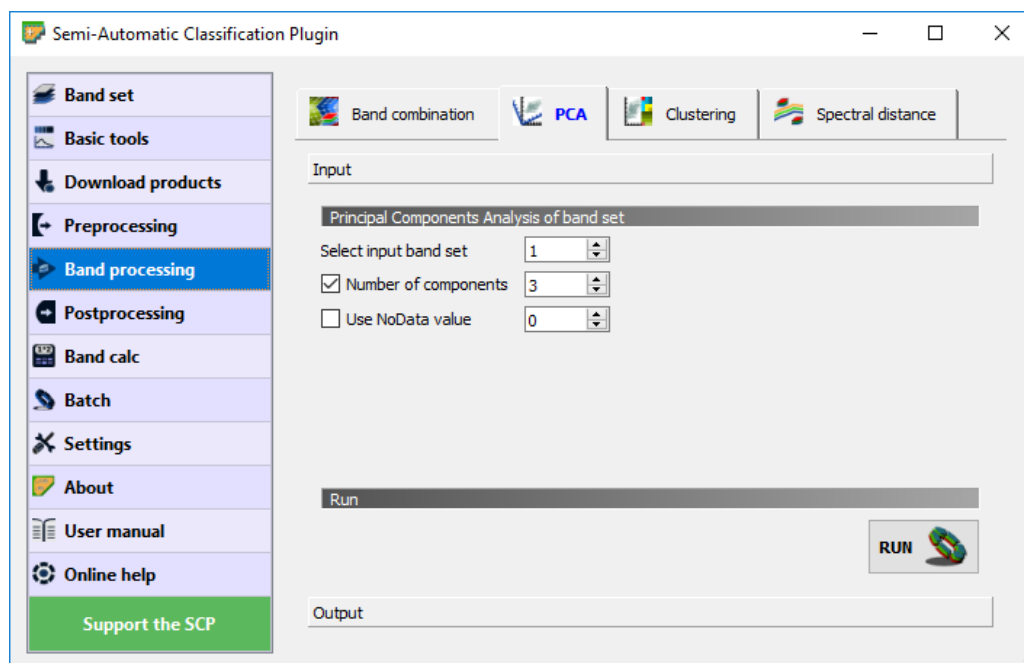 Semi-Automatic Classification Plugin
Band set
Basic tools
Download products
Preprocessing
Band processing
Postprocessing
Band calc
Batch
Settings
About
User manual
Online help
Support the SCP
Band combination
PCA
Clustering
Spectral distance
Input
Principal Components Analysis of band set
Select input band set 1
Number of components 3
Use NoData value 0
Run
RUN
Output